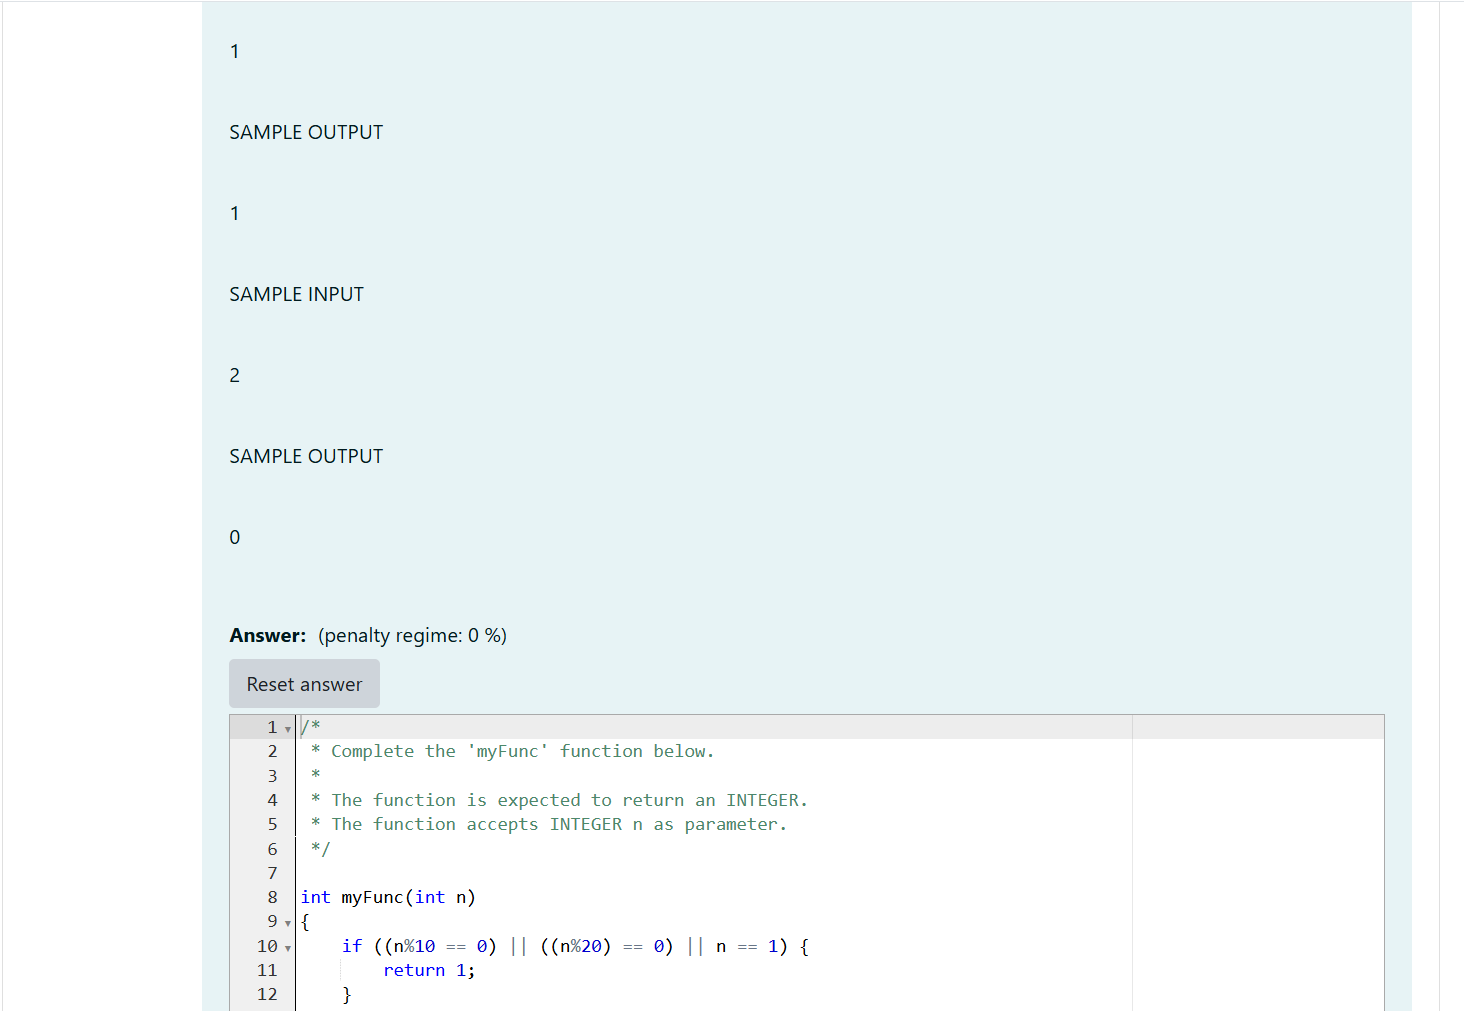 1
SAMPLE OUTPUT
1
SAMPLE INPUT
2
SAMPLE OUTPUT
0
Answer: (penalty regime: 0 %)
Reset answer
1 /*
2  * Complete the 'myFunc' function below.
3  *
4  * The function is expected to return an INTEGER.
5  * The function accepts INTEGER n as parameter.
6  */
7
8 int myFunc(int n)
9 {
10     if ((n%10 == 0) || ((n%20) == 0) || n == 1) {
11         return 1;
12     }